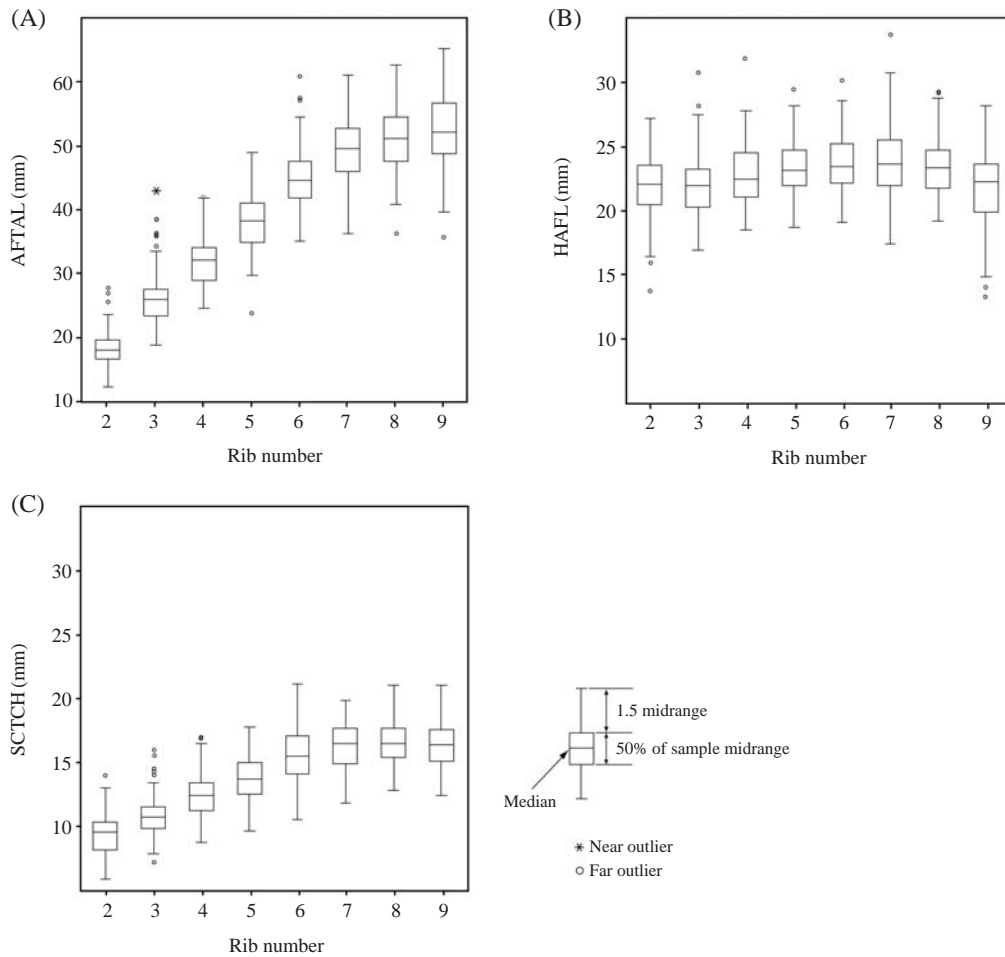 (A)
60
50
40
30
20
10
AFTAL (mm)
2 3 4 5 6 7 8 9
Rib number
(B)
30
25
20
15
10
HAFL (mm)
2 3 4 5 6 7 8 9
Rib number
(C)
30
25
20
15
10
SCTCH (mm)
2 3 4 5 6 7 8 9
Rib number
1.5 midrange
50% of sample midrange
Median
Near outlier
Far outlier